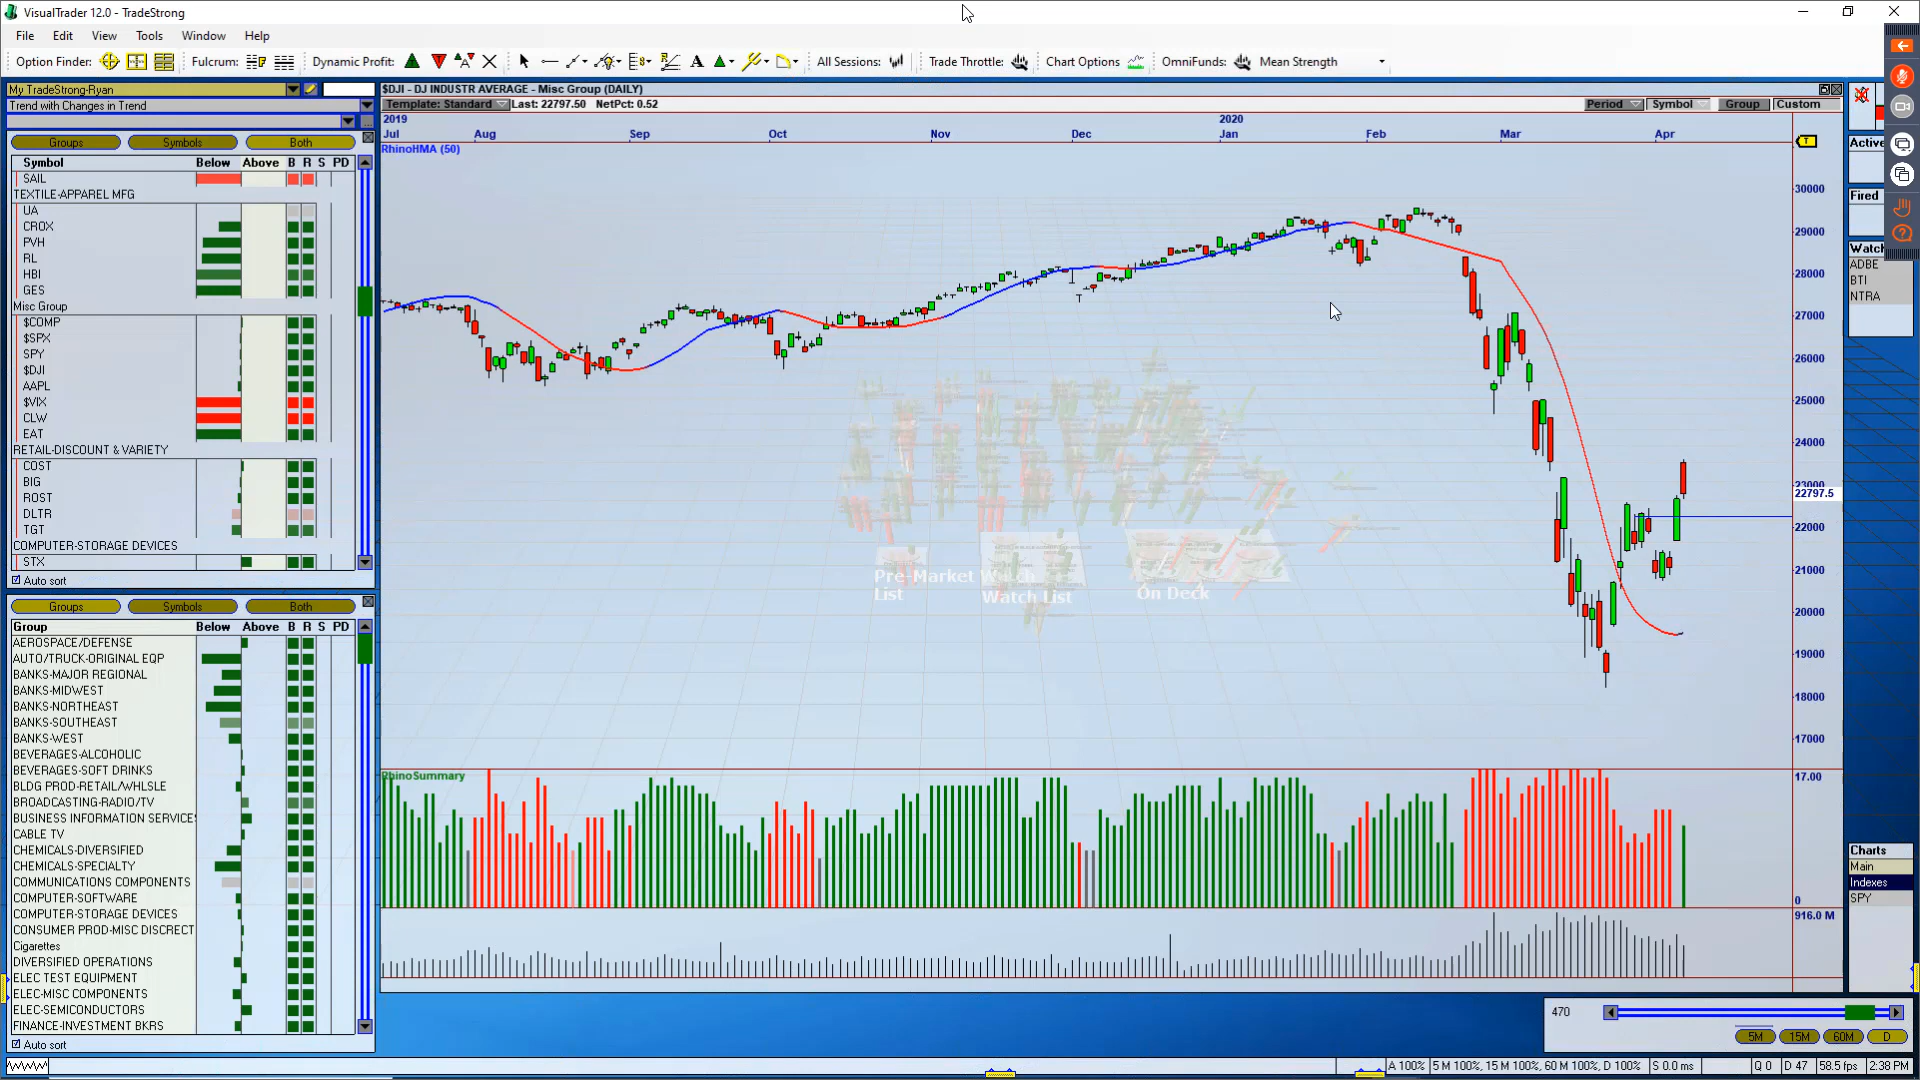 VisualTrader 12.0 - TradeStrong
File Edit View Tools Window Help
Option Finder: Fulcrum: Dynamic Profit: A All Sessions: Trade Throttle: Chart Options OmniFunds: Mean Strength
My TradeStrong-Ryan
Trend with Changes in Trend
Groups Symbols Both
Symbol Below Above B R S PD
SAIL
TEXTILE-APPAREL MFG
UA
CROX
PVH
RL
HBI
GES
Misc Group
$COMP
$SPX
SPY
$DJI
AAPL
$VIX
CLW
EAT
RETAIL-DISCOUNT & VARIETY
COST
BIG
ROST
DLTR
TGT
COMPUTER-STORAGE DEVICES
STX
Auto sort
Groups Symbols Both
Group Below Above B R S PD
AEROSPACE/DEFENSE
AUTO/TRUCK-ORIGINAL EQP
BANKS-MAJOR REGIONAL
BANKS-MIDWEST
BANKS-NORTHEAST
BANKS-SOUTHEAST
BANKS-WEST
BEVERAGES-ALCOHOLIC
BEVERAGES-SOFT DRINKS
BLDG PROD-RETAIL/WHLSLE
BROADCASTING-RADIO/TV
BUSINESS INFORMATION SERVICES
CABLE TV
CHEMICALS-DIVERSIFIED
CHEMICALS-SPECIALTY
COMMUNICATIONS COMPONENTS
COMPUTER-SOFTWARE
COMPUTER-STORAGE DEVICES
CONSUMER PROD-MISC DISCRECT
Cigarettes
DIVERSIFIED OPERATIONS
ELEC TEST EQUIPMENT
ELEC-MISC COMPONENTS
ELEC-SEMICONDUCTORS
FINANCE-INVESTMENT BKRS
Auto sort
$DJI - DJ INDUSTR AVERAGE - Misc Group (DAILY)
Template: Standard Last: 22797.50 NetPct: 0.52 Period Symbol Group Custom
2019 2020
Jul Aug Sep Oct Nov Dec Jan Feb Mar Apr
RhinoHMA (50)
T
30000
29000
28000
27000
26000
25000
24000
23000
22797.5
22000
21000
20000
19000
18000
17000
Pre-Market Watch List
Watch List
On Deck
RhinoSummary
17.00
0
916.0 M
Active
Fired
Watch
ADBE
BTI
NTRA
Charts
Main
Indexes
SPY
470
5M 15M 60M D
A 100% 5 M 100%, 15 M 100%, 60 M 100%, D 100% S 0.0 ms Q 0 D 47 58.5 fps 2:38 PM